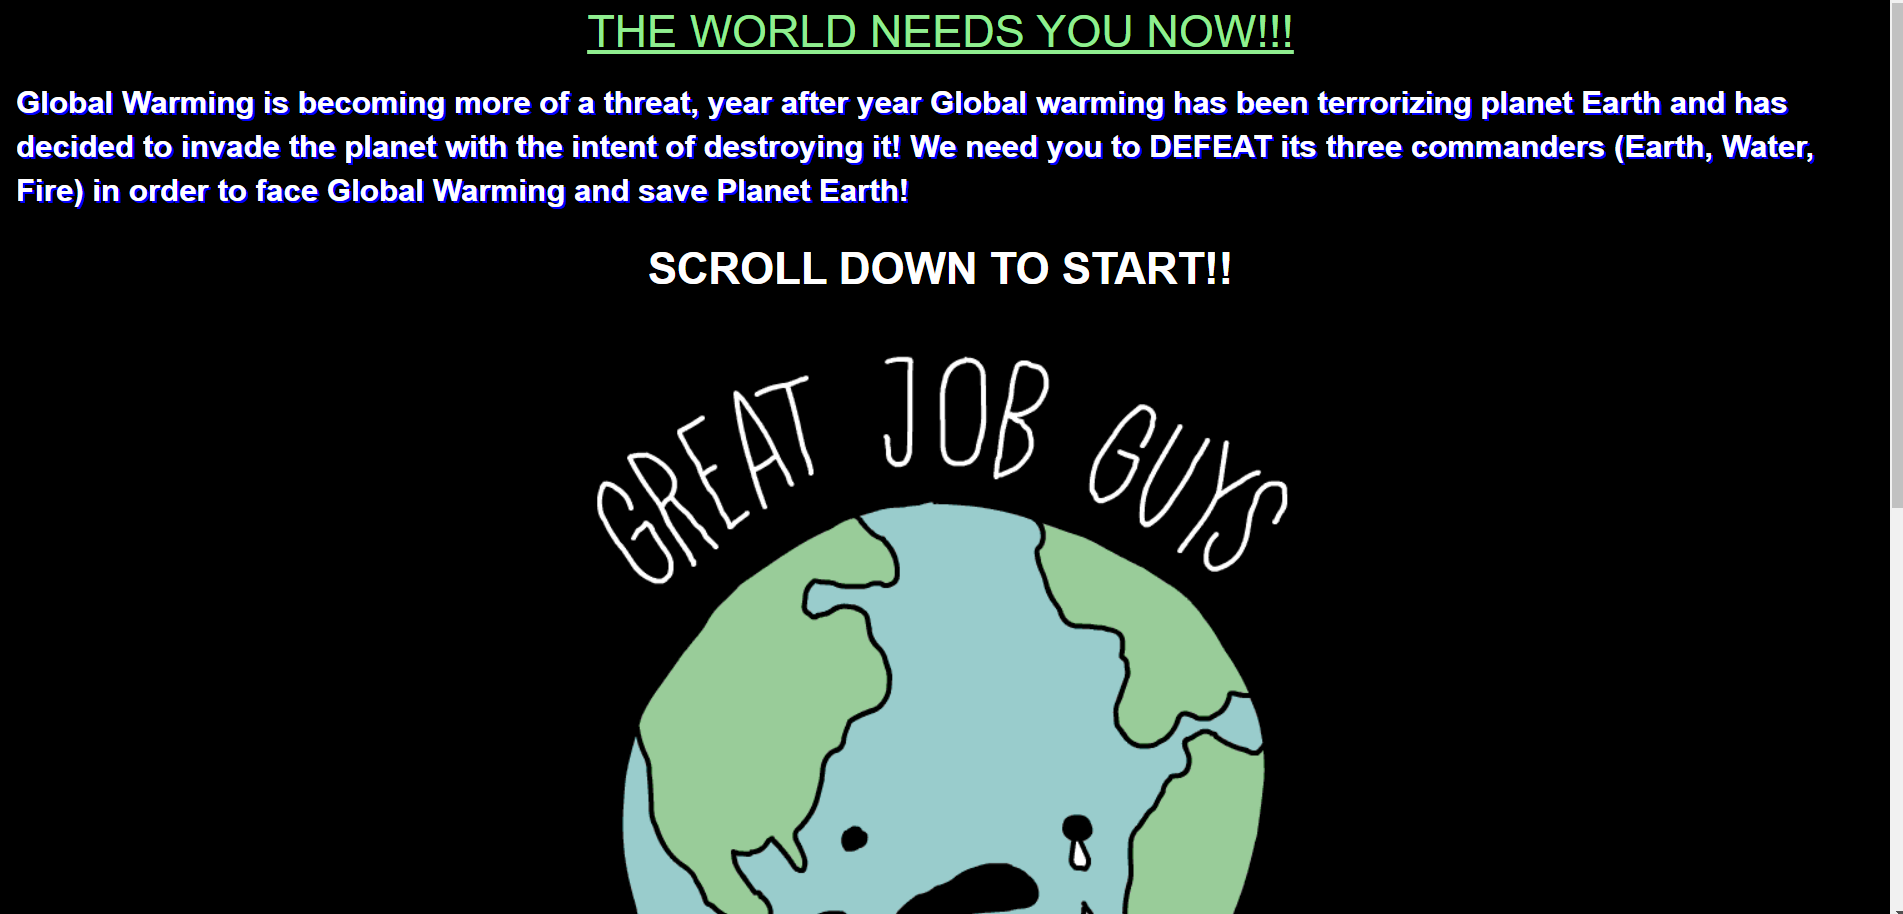 THE WORLD NEEDS YOU NOW!!!
Global Warming is becoming more of a threat, year after year Global warming has been terrorizing planet Earth and has
decided to invade the planet with the intent of destroying it! We need you to DEFEAT its three commanders (Earth, Water,
Fire) in order to face Global Warming and save Planet Earth!
SCROLL DOWN TO START!!
GREAT JOB GUYS